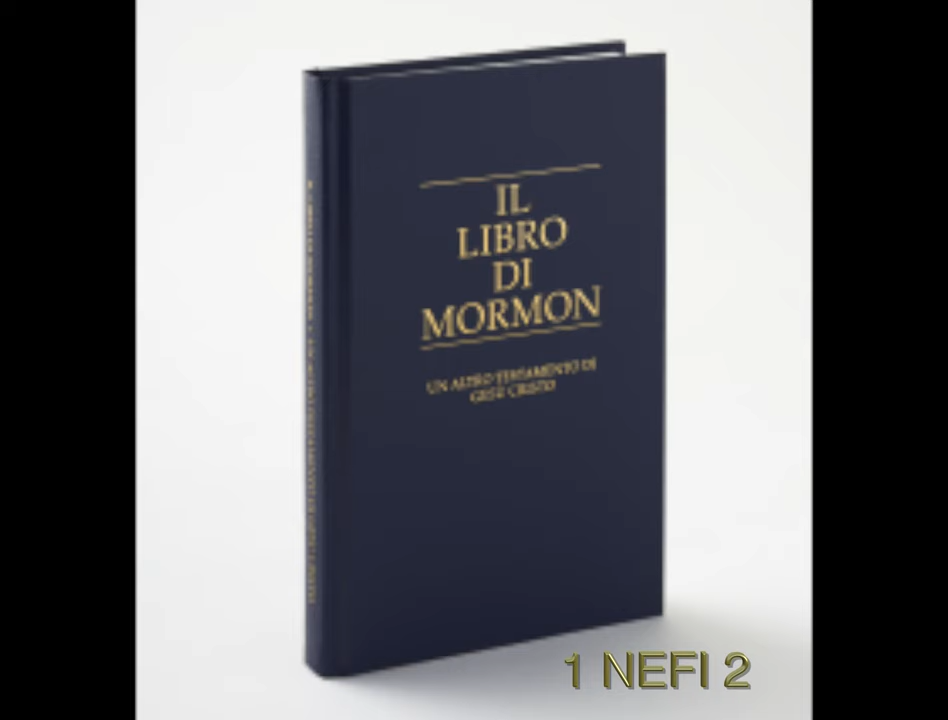 IL
LIBRO
DI
MORMON
UN ALTRO TESTAMENTO DI
GESÙ CRISTO
1 NEFI 2